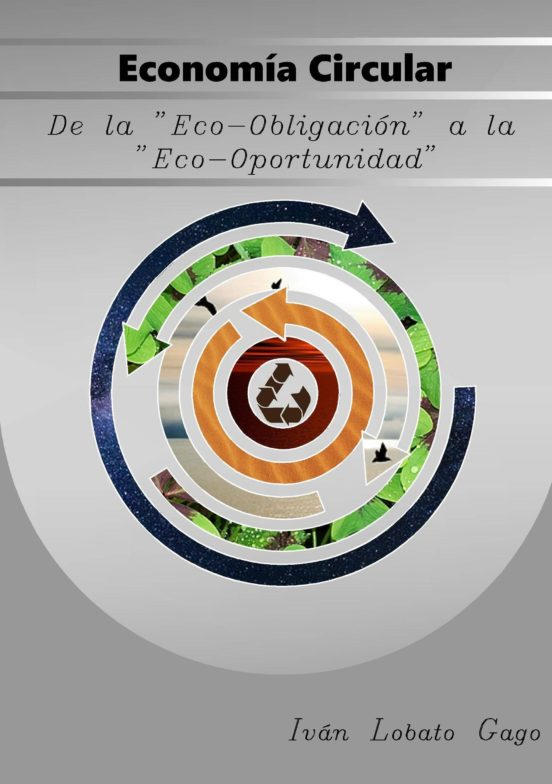 Economía Circular
De la "Eco-Obligación" a la
"Eco-Oportunidad"
Iván Lobato Gago